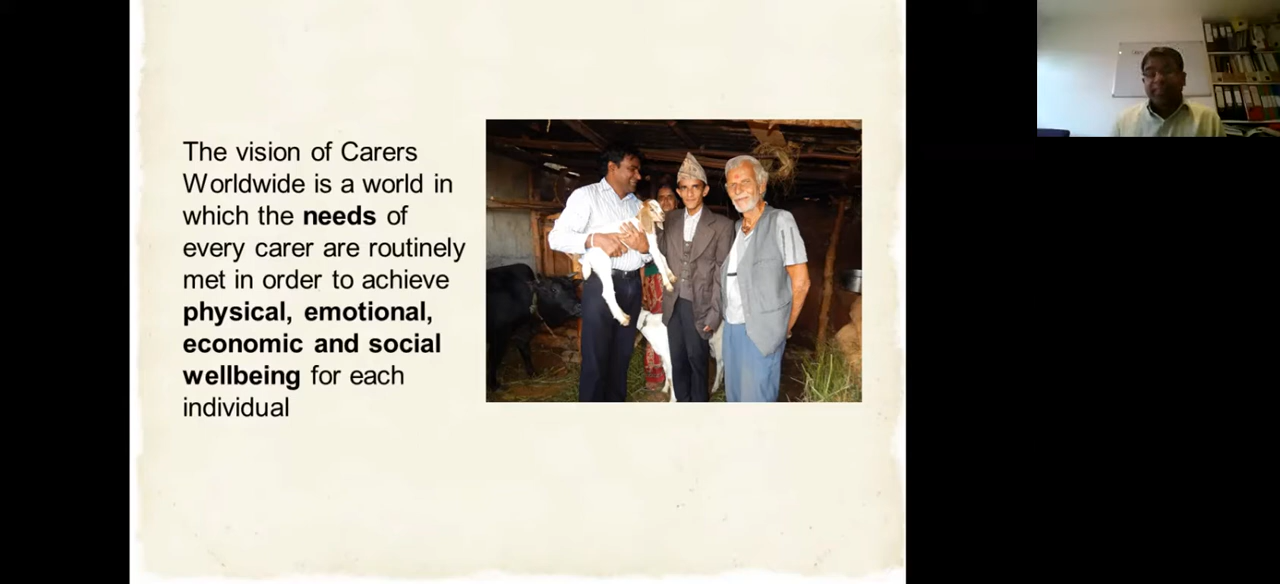 The vision of Carers
Worldwide is a world in
which the needs of
every carer are routinely
met in order to achieve
physical, emotional,
economic and social
wellbeing for each
individual